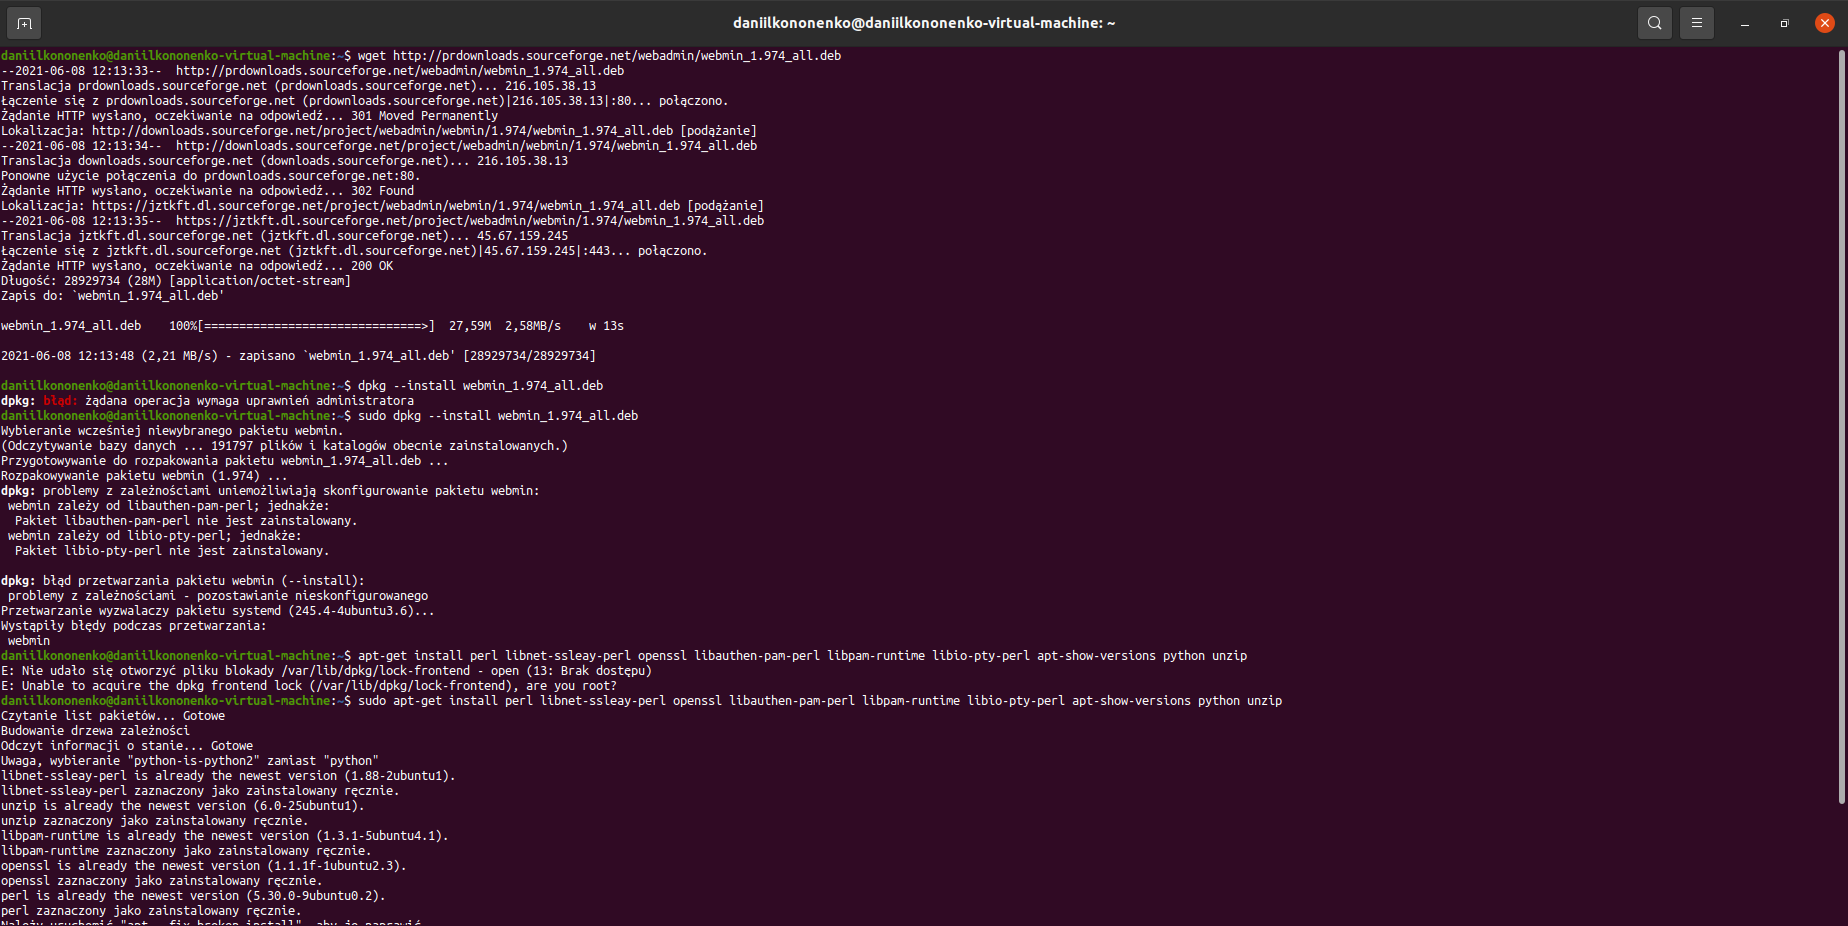 daniilkononenko@daniilkononenko-virtual-machine: ~
daniilkononenko@daniilkononenko-virtual-machine:~$ wget http://prdownloads.sourceforge.net/webadmin/webmin_1.974_all.deb
--2021-06-08 12:13:33--  http://prdownloads.sourceforge.net/webadmin/webmin_1.974_all.deb
Translacja prdownloads.sourceforge.net (prdownloads.sourceforge.net)... 216.105.38.13
Łączenie się z prdownloads.sourceforge.net (prdownloads.sourceforge.net)|216.105.38.13|:80... połączono.
Żądanie HTTP wysłano, oczekiwanie na odpowiedź... 301 Moved Permanently
Lokalizacja: http://downloads.sourceforge.net/project/webadmin/webmin/1.974/webmin_1.974_all.deb [podążanie]
--2021-06-08 12:13:34--  http://downloads.sourceforge.net/project/webadmin/webmin/1.974/webmin_1.974_all.deb
Translacja downloads.sourceforge.net (downloads.sourceforge.net)... 216.105.38.13
Ponowne użycie połączenia do prdownloads.sourceforge.net:80.
Żądanie HTTP wysłano, oczekiwanie na odpowiedź... 302 Found
Lokalizacja: https://jztkft.dl.sourceforge.net/project/webadmin/webmin/1.974/webmin_1.974_all.deb [podążanie]
--2021-06-08 12:13:35--  https://jztkft.dl.sourceforge.net/project/webadmin/webmin/1.974/webmin_1.974_all.deb
Translacja jztkft.dl.sourceforge.net (jztkft.dl.sourceforge.net)... 45.67.159.245
Łączenie się z jztkft.dl.sourceforge.net (jztkft.dl.sourceforge.net)|45.67.159.245|:443... połączono.
Żądanie HTTP wysłano, oczekiwanie na odpowiedź... 200 OK
Długość: 28929734 (28M) [application/octet-stream]
Zapis do: `webmin_1.974_all.deb'
webmin_1.974_all.deb    100%[===============================>]  27,59M  2,58MB/s    w 13s
2021-06-08 12:13:48 (2,21 MB/s) - zapisano `webmin_1.974_all.deb' [28929734/28929734]
daniilkononenko@daniilkononenko-virtual-machine:~$ dpkg --install webmin_1.974_all.deb
dpkg: błąd: żądana operacja wymaga uprawnień administratora
daniilkononenko@daniilkononenko-virtual-machine:~$ sudo dpkg --install webmin_1.974_all.deb
Wybieranie wcześniej niewybranego pakietu webmin.
(Odczytywanie bazy danych ... 191797 plików i katalogów obecnie zainstalowanych.)
Przygotowywanie do rozpakowania pakietu webmin_1.974_all.deb ...
Rozpakowywanie pakietu webmin (1.974) ...
dpkg: problemy z zależnościami uniemożliwiają skonfigurowanie pakietu webmin:
 webmin zależy od libauthen-pam-perl; jednakże:
  Pakiet libauthen-pam-perl nie jest zainstalowany.
 webmin zależy od libio-pty-perl; jednakże:
  Pakiet libio-pty-perl nie jest zainstalowany.
dpkg: błąd przetwarzania pakietu webmin (--install):
 problemy z zależnościami - pozostawianie nieskonfigurowanego
Przetwarzanie wyzwalaczy pakietu systemd (245.4-4ubuntu3.6)...
Wystąpiły błędy podczas przetwarzania:
 webmin
daniilkononenko@daniilkononenko-virtual-machine:~$ apt-get install perl libnet-ssleay-perl openssl libauthen-pam-perl libpam-runtime libio-pty-perl apt-show-versions python unzip
E: Nie udało się otworzyć pliku blokady /var/lib/dpkg/lock-frontend - open (13: Brak dostępu)
E: Unable to acquire the dpkg frontend lock (/var/lib/dpkg/lock-frontend), are you root?
daniilkononenko@daniilkononenko-virtual-machine:~$ sudo apt-get install perl libnet-ssleay-perl openssl libauthen-pam-perl libpam-runtime libio-pty-perl apt-show-versions python unzip
Czytanie list pakietów... Gotowe
Budowanie drzewa zależności
Odczyt informacji o stanie... Gotowe
Uwaga, wybieranie "python-is-python2" zamiast "python"
libnet-ssleay-perl is already the newest version (1.88-2ubuntu1).
libnet-ssleay-perl zaznaczony jako zainstalowany ręcznie.
unzip is already the newest version (6.0-25ubuntu1).
unzip zaznaczony jako zainstalowany ręcznie.
libpam-runtime is already the newest version (1.3.1-5ubuntu4.1).
libpam-runtime zaznaczony jako zainstalowany ręcznie.
openssl is already the newest version (1.1.1f-1ubuntu2.3).
openssl zaznaczony jako zainstalowany ręcznie.
perl is already the newest version (5.30.0-9ubuntu0.2).
perl zaznaczony jako zainstalowany ręcznie.
Należy uruchomić "apt --fix-broken install", aby je naprawić